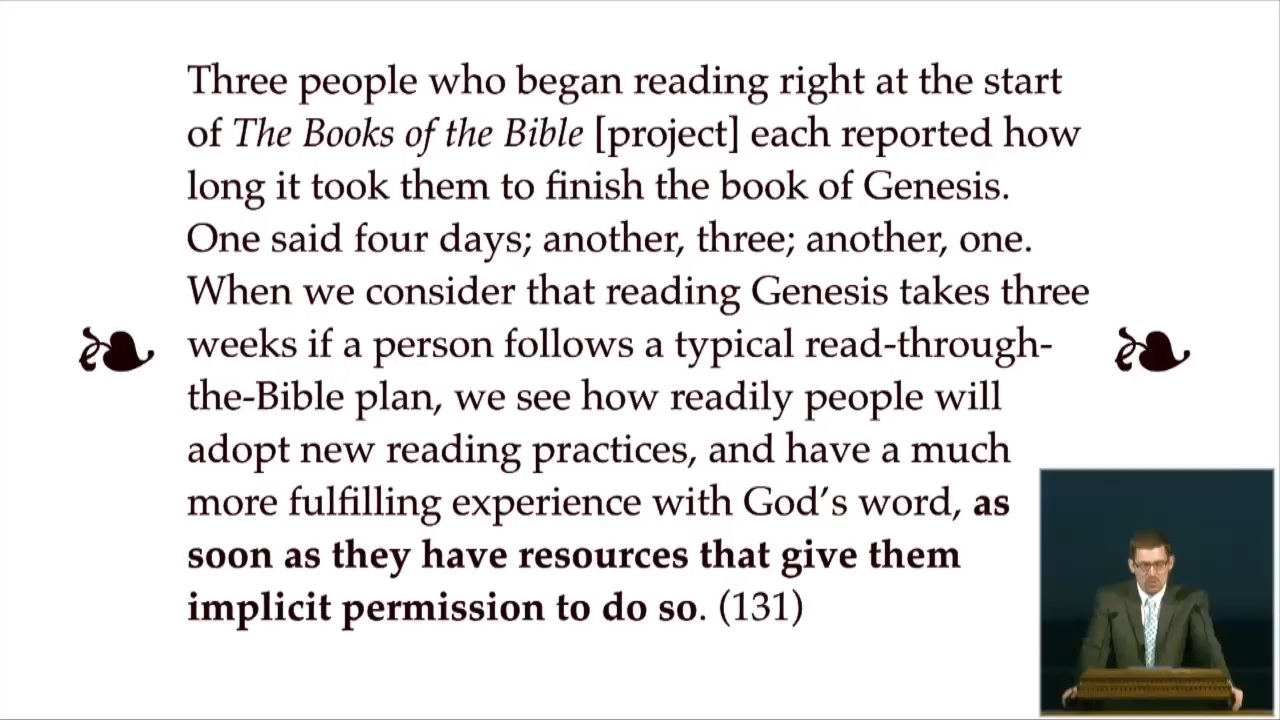 Three people who began reading right at the start
of The Books of the Bible [project] each reported how
long it took them to finish the book of Genesis.
One said four days; another, three; another, one.
When we consider that reading Genesis takes three
weeks if a person follows a typical read-through-
the-Bible plan, we see how readily people will
adopt new reading practices, and have a much
more fulfilling experience with God’s word, as
soon as they have resources that give them
implicit permission to do so. (131)